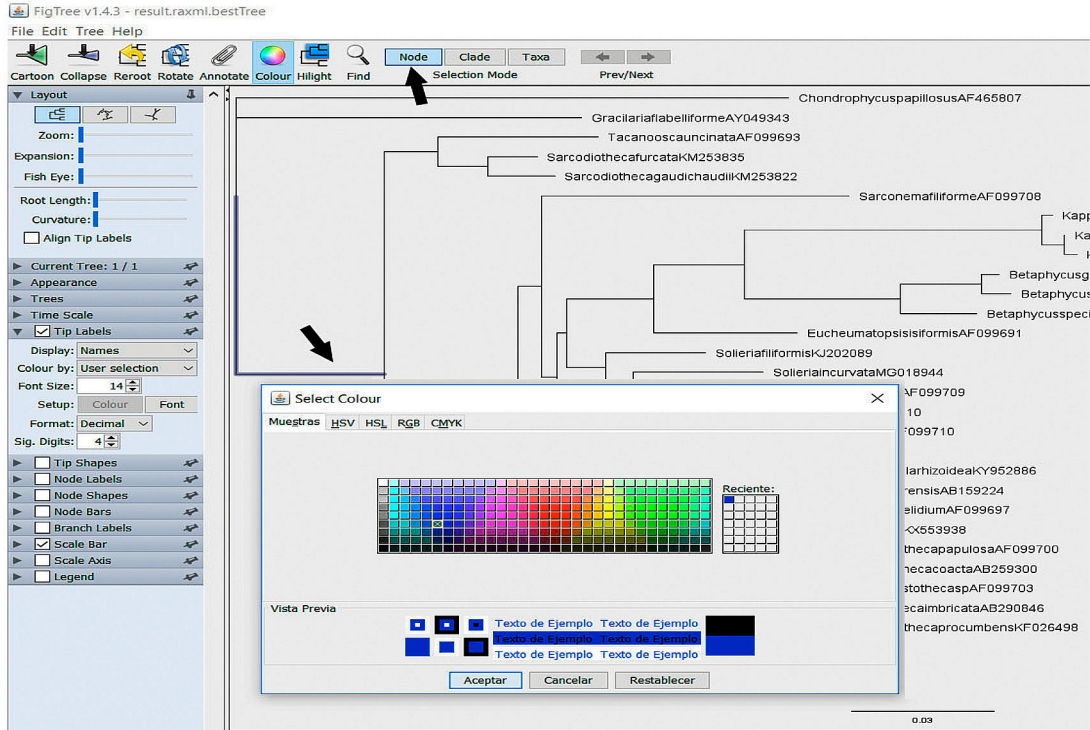 FigTree v1.4.3 - result.raxml.bestTree
File Edit Tree Help
Cartoon Collapse Reroot Rotate Annotate Colour Hilight Find
Node Clade Taxa
Selection Mode
Prev/Next
Layout
Zoom:
Expansion:
Fish Eye:
Root Length:
Curvature:
Align Tip Labels
Current Tree: 1 / 1
Appearance
Trees
Time Scale
Tip Labels
Display: Names
Colour by: User selection
Font Size: 14
Setup: Colour Font
Format: Decimal
Sig. Digits: 4
Tip Shapes
Node Labels
Node Shapes
Node Bars
Branch Labels
Scale Bar
Scale Axis
Legend
ChondrophycuspapillosusAF465807
GracilariaflabelliformeAY049343
TacanooscauncinataAF099693
SarcodiothecafurcataKM253835
SarcodiothecagaudichaudiiKM253822
SarconemafiliformeAF099708
Kapp
Ka
Betaphycusg
Betaphycus
Betaphycusspeci
EucheumatopsisisiformisAF099691
SolieriafiliformisKJ202089
SolieriaincurvataMG018944
AF099709
10
F099710
larhizoideaKY952886
rensisAB159224
elidiumAF099697
KX553938
thecapapulosaAF099700
hecacoactaAB259300
stothecaspAF099703
ecaimbricataAB290846
thecaprocumbensKF026498
0.03
Select Colour
Muestras HSV HSL RGB CMYK
Reciente:
Vista Previa
Texto de Ejemplo Texto de Ejemplo
Texto de Ejemplo Texto de Ejemplo
Texto de Ejemplo Texto de Ejemplo
Aceptar Cancelar Restablecer